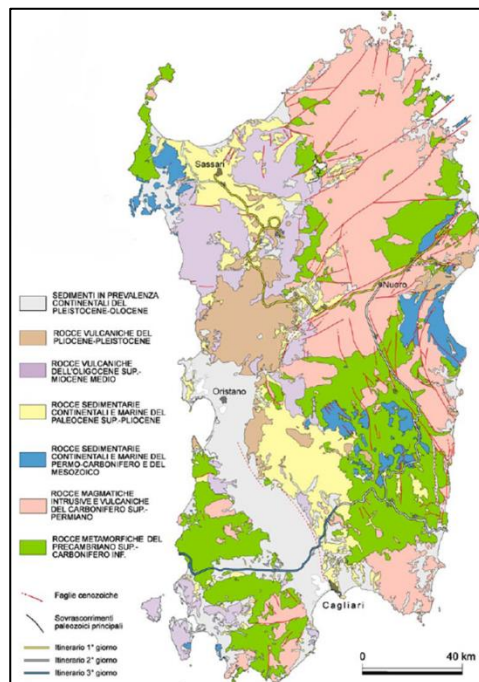 Sassari
Nuoro
Oristano
Cagliari
SEDIMENTI IN PREVALENZA
CONTINENTALI DEL
PLEISTOCENE-OLOCENE
ROCCE VULCANICHE DEL
PLIOCENE-PLEISTOCENE
ROCCE VULCANICHE
DELL'OLIGOCENE SUP.-
MIOCENE MEDIO
ROCCE SEDIMENTARIE
CONTINENTALI E MARINE DEL
PALEOCENE SUP.-PLIOCENE
ROCCE SEDIMENTARIE
CONTINENTALI E MARINE DEL
PERMO-CARBONIFERO E DEL
MESOZOICO
ROCCE MAGMATICHE
INTRUSIVE E VULCANICHE
DEL CARBONIFERO SUP.-
PERMIANO
ROCCE METAMORFICHE DEL
PRECAMBRIANO SUP.-
CARBONIFERO INF.
Faglie cenozoiche
Sovrascorrimenti
paleozoici principali
Itinerario 1° giorno
Itinerario 2° giorno
Itinerario 3° giorno
0 40 km